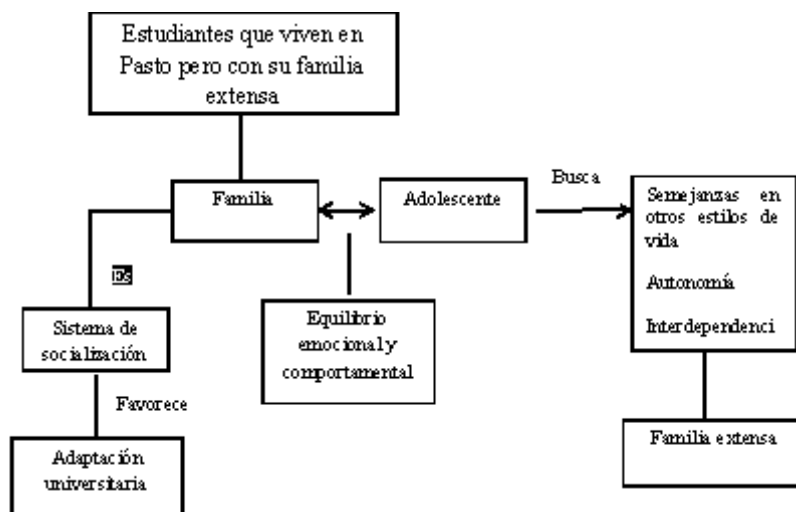 Estudiantes que viven en
Pasto pero con su familia
extensa
Familia
Adolescente
Busca
Semejanzas en
otros estilos de
vida
Autonomía
Interdependenci
Es
Equilibrio
emocional y
comportamental
Sistema de
socialización
Favorece
Familia extensa
Adaptación
universitaria